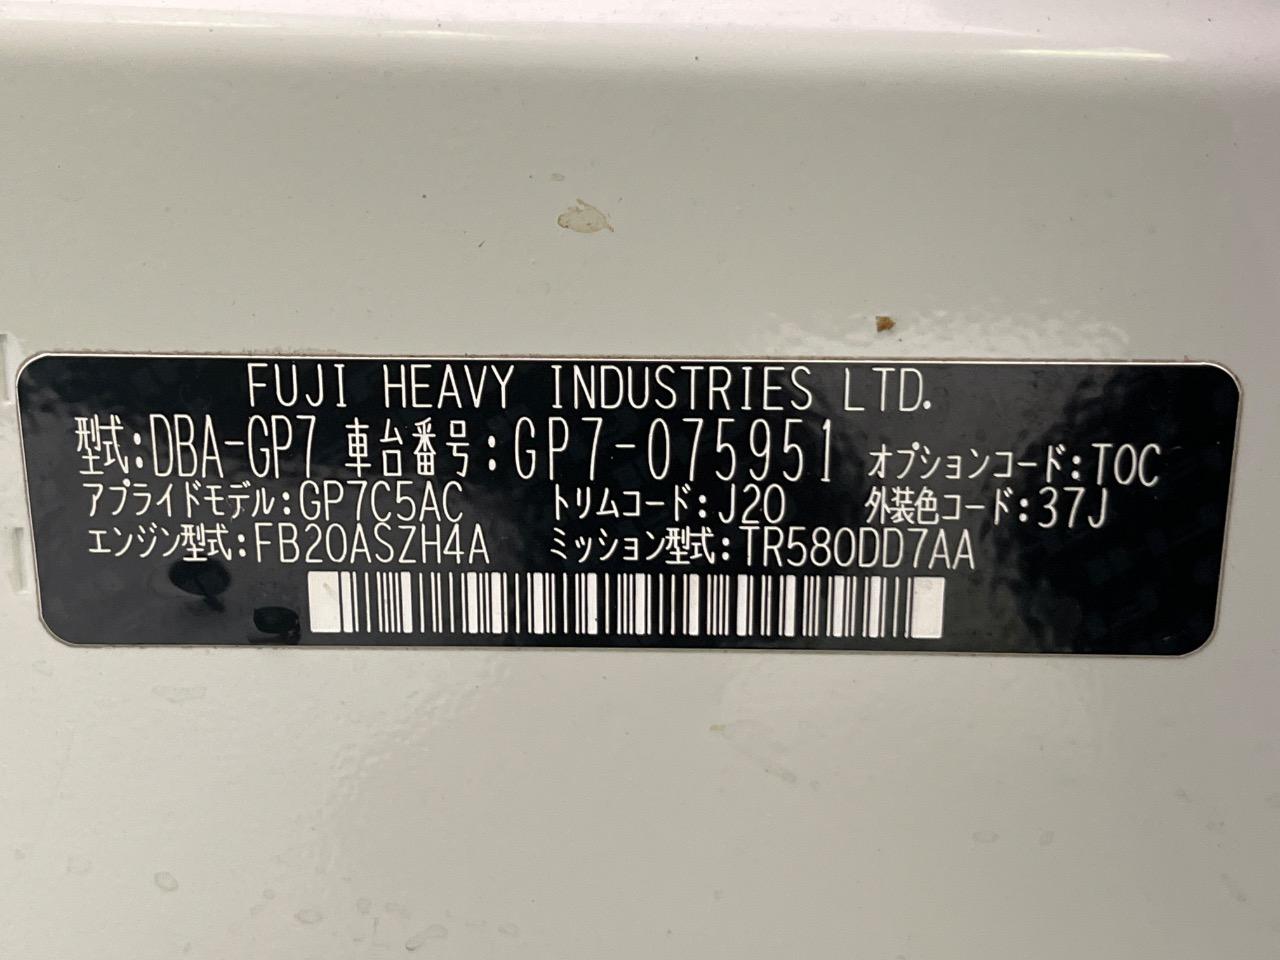 FUJI HEAVY INDUSTRIES LTD.
型式:DBA-GP7 車台番号:GP7-075951 オプションコード:TOC
アプライドモデル:GP7C5AC トリムコード:J20 外装色コード:37J
エンジン型式:FB20ASZH4A ミッション型式:TR580DD7AA